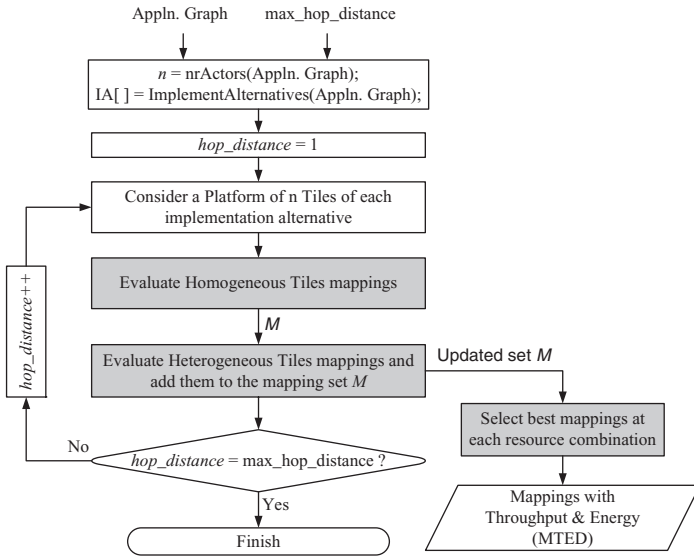 Appln. Graph
max_hop_distance
n = nrActors(Appln. Graph);
IA[ ] = ImplementAlternatives(Appln. Graph);
hop_distance = 1
Consider a Platform of n Tiles of each
implementation alternative
hop_distance++
Evaluate Homogeneous Tiles mappings
M
Evaluate Heterogeneous Tiles mappings and
add them to the mapping set M
Updated set M
Select best mappings at
each resource combination
No
hop_distance = max_hop_distance ?
Yes
Mappings with
Throughput & Energy
(MTED)
Finish